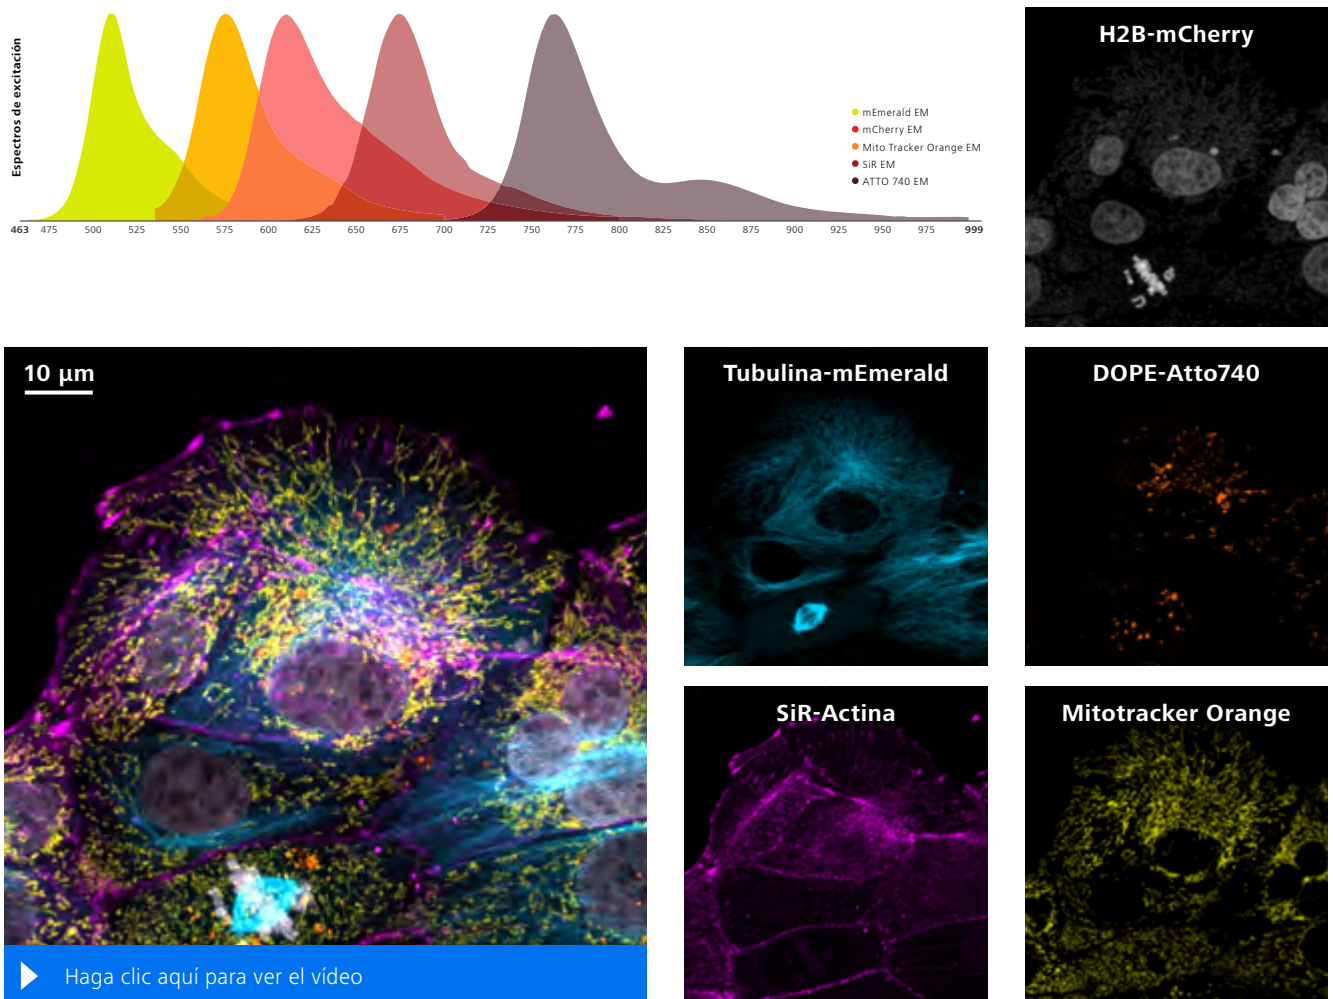 Espectros de excitación
mEmerald EM
mCherry EM
Mito Tracker Orange EM
SiR EM
ATTO 740 EM
463 475 500 525 550 575 600 625 650 675 700 725 750 775 800 825 850 875 900 925 950 975 999
H2B-mCherry
10 µm
Tubulina-mEmerald
DOPE-Atto740
SiR-Actina
Mitotracker Orange
Haga clic aquí para ver el vídeo